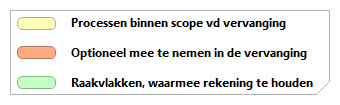 Processen binnen scope vd vervanging
Optioneel mee te nemen in de vervanging
Raakvlakken, waarmee rekening te houden